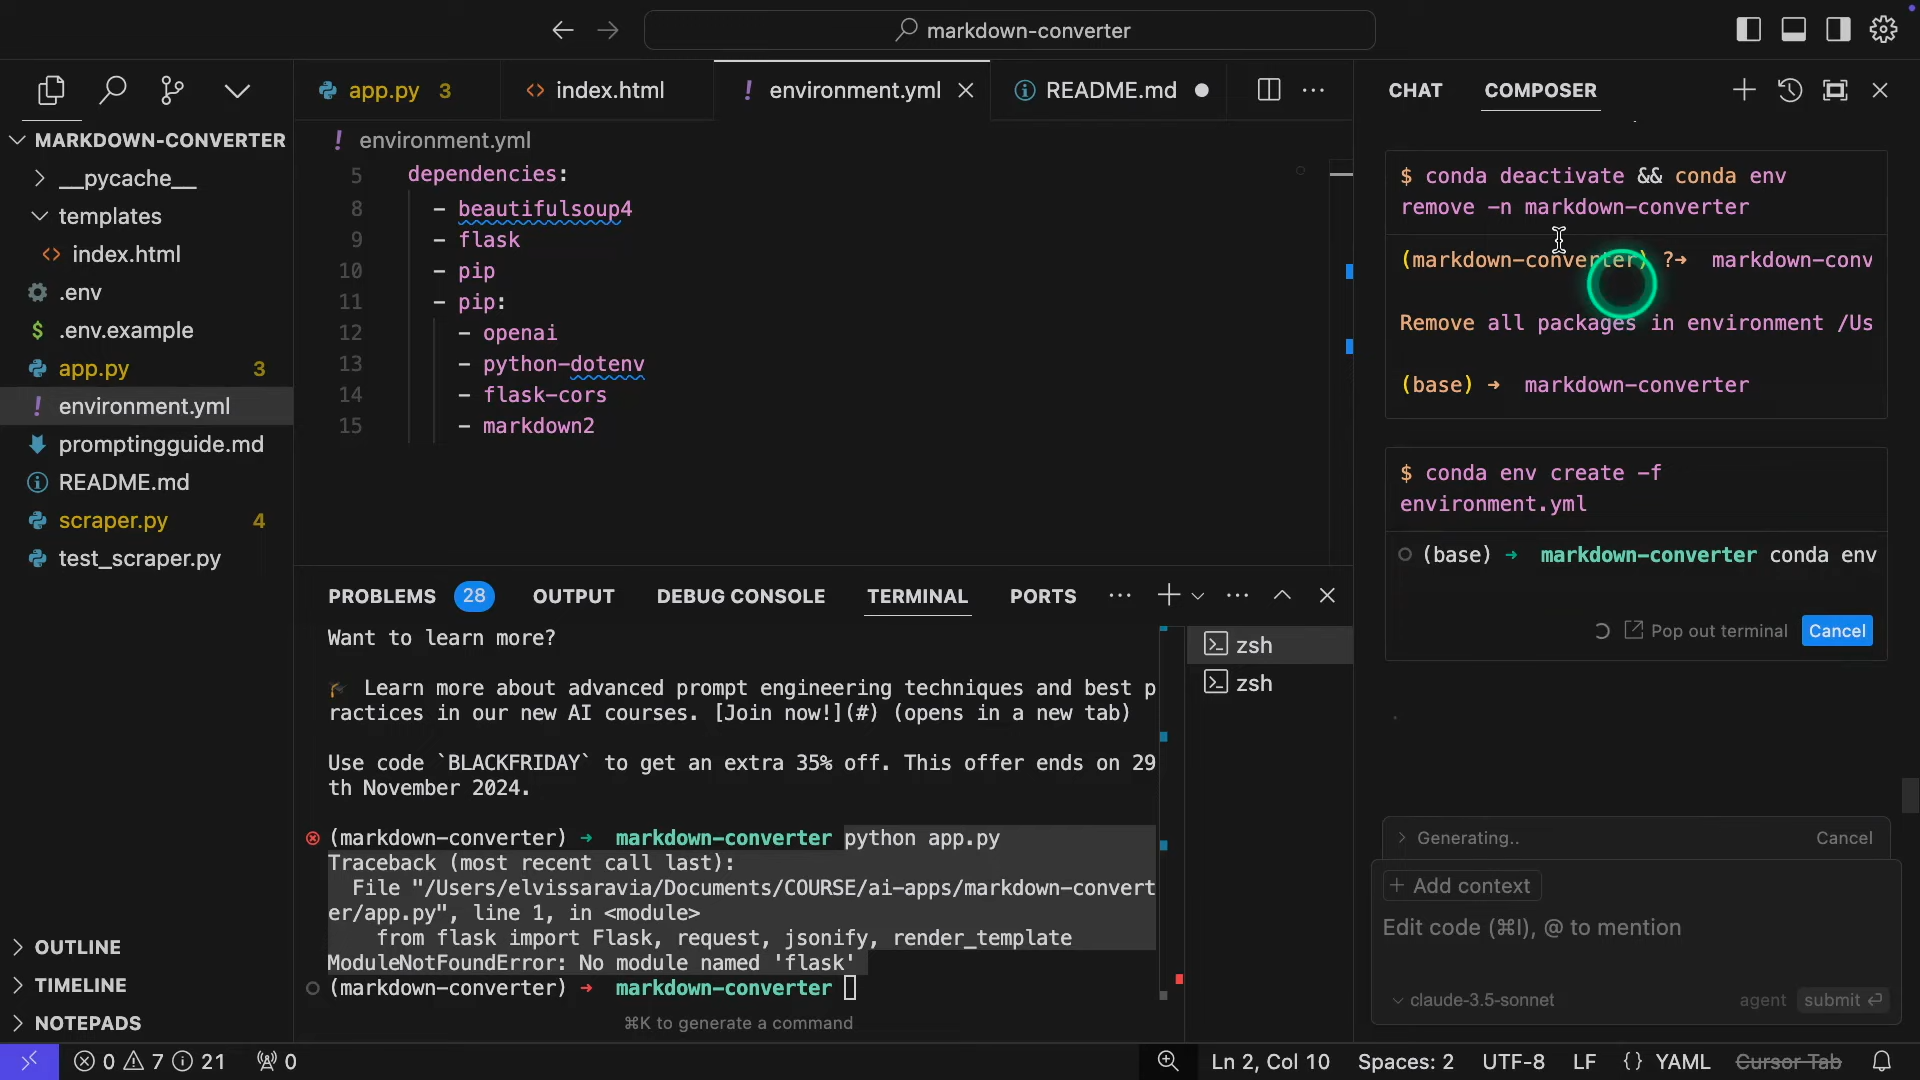 markdown-converter
app.py 3
index.html
environment.yml
README.md
CHAT
COMPOSER
MARKDOWN-CONVERTER
__pycache__
templates
index.html
.env
.env.example
app.py 3
environment.yml
promptingguide.md
README.md
scraper.py 4
test_scraper.py
OUTLINE
TIMELINE
NOTEPADS
environment.yml
5 dependencies:
8 - beautifulsoup4
9 - flask
10 - pip
11 - pip:
12 - openai
13 - python-dotenv
14 - flask-cors
15 - markdown2
PROBLEMS 28
OUTPUT
DEBUG CONSOLE
TERMINAL
PORTS
Want to learn more?
Learn more about advanced prompt engineering techniques and best p
ractices in our new AI courses. [Join now!](#) (opens in a new tab)
Use code `BLACKFRIDAY` to get an extra 35% off. This offer ends on 29
th November 2024.
(markdown-converter) → markdown-converter python app.py
Traceback (most recent call last):
File "/Users/elvissaravia/Documents/COURSE/ai-apps/markdown-convert
er/app.py", line 1, in <module>
from flask import Flask, request, jsonify, render_template
ModuleNotFoundError: No module named 'flask'
(markdown-converter) → markdown-converter
⌘K to generate a command
zsh
zsh
$ conda deactivate && conda env
remove -n markdown-converter
(markdown-converter) ?→ markdown-conv
Remove all packages in environment /Us
(base) → markdown-converter
$ conda env create -f
environment.yml
(base) → markdown-converter conda env
Pop out terminal
Cancel
Generating..
Cancel
+ Add context
Edit code (⌘I), @ to mention
claude-3.5-sonnet
agent
submit ⏎
0 7 21
0
Ln 2, Col 10
Spaces: 2
UTF-8
LF
{} YAML
Cursor Tab